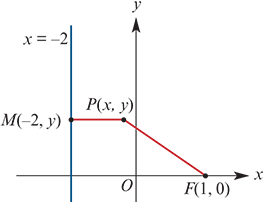 y
x = –2
P(x, y)
M(–2, y)
x
O
F(1, 0)